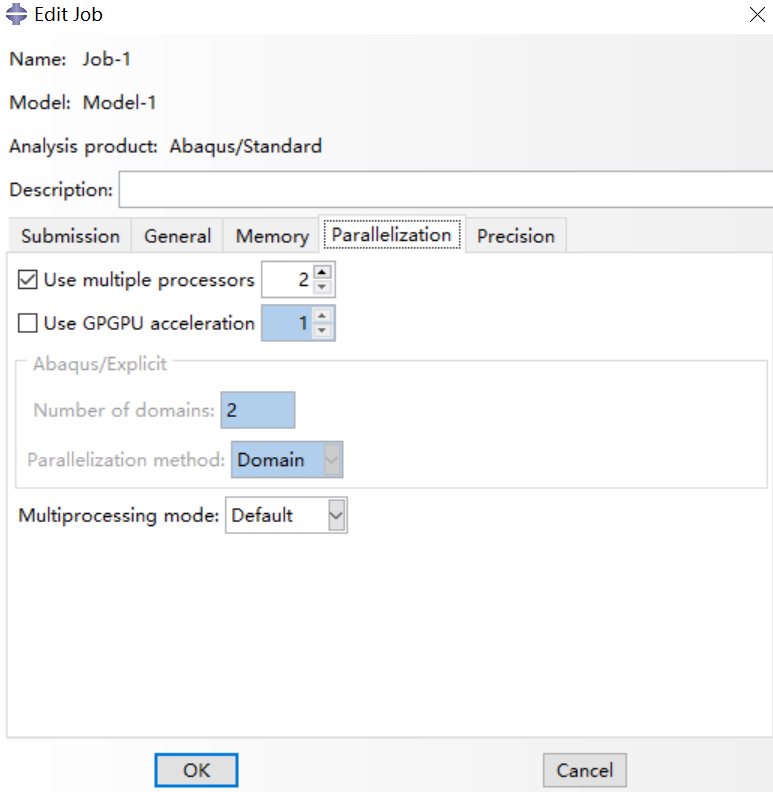 Edit Job
Name: Job-1
Model: Model-1
Analysis product: Abaqus/Standard
Description:
Submission General Memory Parallelization Precision
Use multiple processors 2
Use GPGPU acceleration 1
Abaqus/Explicit
Number of domains: 2
Parallelization method: Domain
Multiprocessing mode: Default
OK Cancel